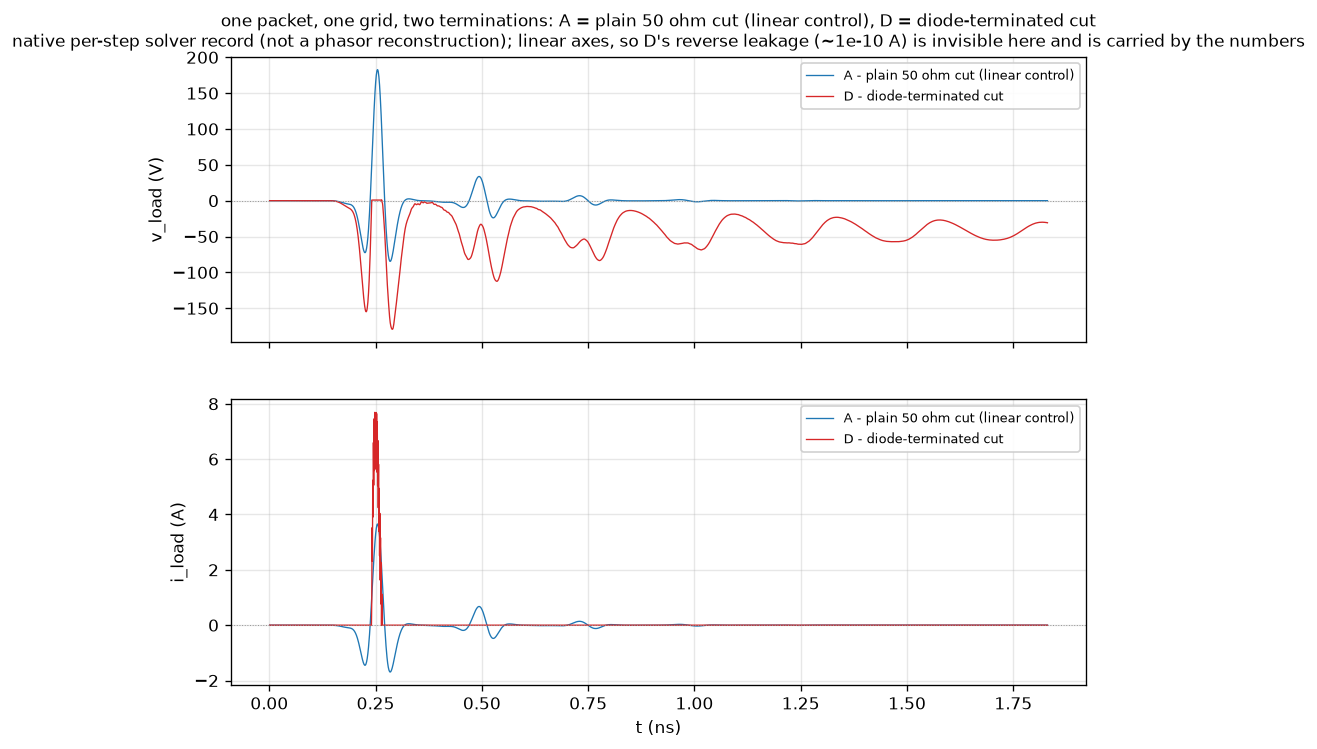 one packet, one grid, two terminations: A = plain 50 ohm cut (linear control), D = diode-terminated cut
native per-step solver record (not a phasor reconstruction); linear axes, so D's reverse leakage (~1e-10 A) is invisible here and is carried by the numbers
200
150
100
50
0
−50
−100
−150
v_load (V)
A - plain 50 ohm cut (linear control)
D - diode-terminated cut
8
6
4
2
0
−2
i_load (A)
A - plain 50 ohm cut (linear control)
D - diode-terminated cut
0.00 0.25 0.50 0.75 1.00 1.25 1.50 1.75
t (ns)